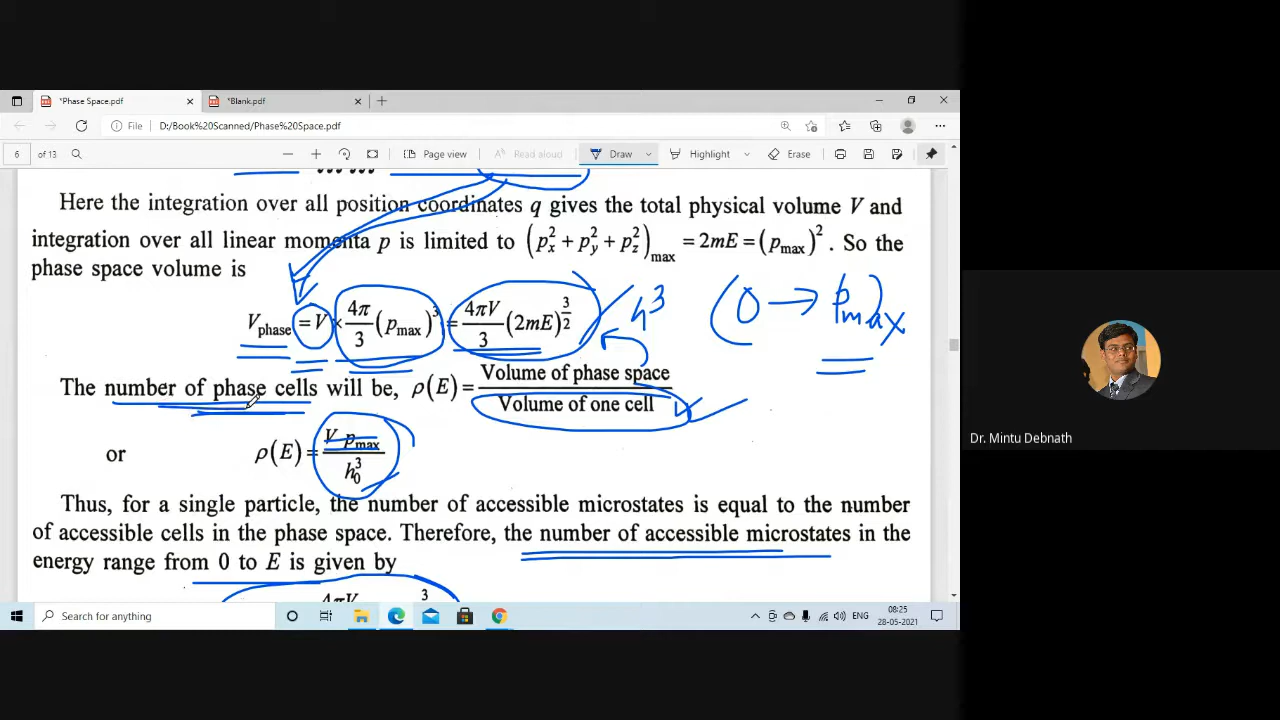 *Phase Space.pdf
*Blank.pdf
File D:/Book%20Scanned/Phase%20Space.pdf
6 of 13 Page view Read aloud Draw Highlight Erase
Here the integration over all position coordinates q gives the total physical volume V and
integration over all linear momenta p is limited to (p_x^2 + p_y^2 + p_z^2)_max = 2mE = (p_max)^2. So the
phase space volume is
V_phase = V × 4π/3 (p_max)^3 = 4πV/3 (2mE)^{3/2} / h^3 (0 → p_max)
The number of phase cells will be, ρ(E) = Volume of phase space / Volume of one cell
or ρ(E) = V p_max / h_0^3
Thus, for a single particle, the number of accessible microstates is equal to the number
of accessible cells in the phase space. Therefore, the number of accessible microstates in the
energy range from 0 to E is given by
4πV 3
Search for anything
ENG
08:25
28-05-2021
Dr. Mintu Debnath